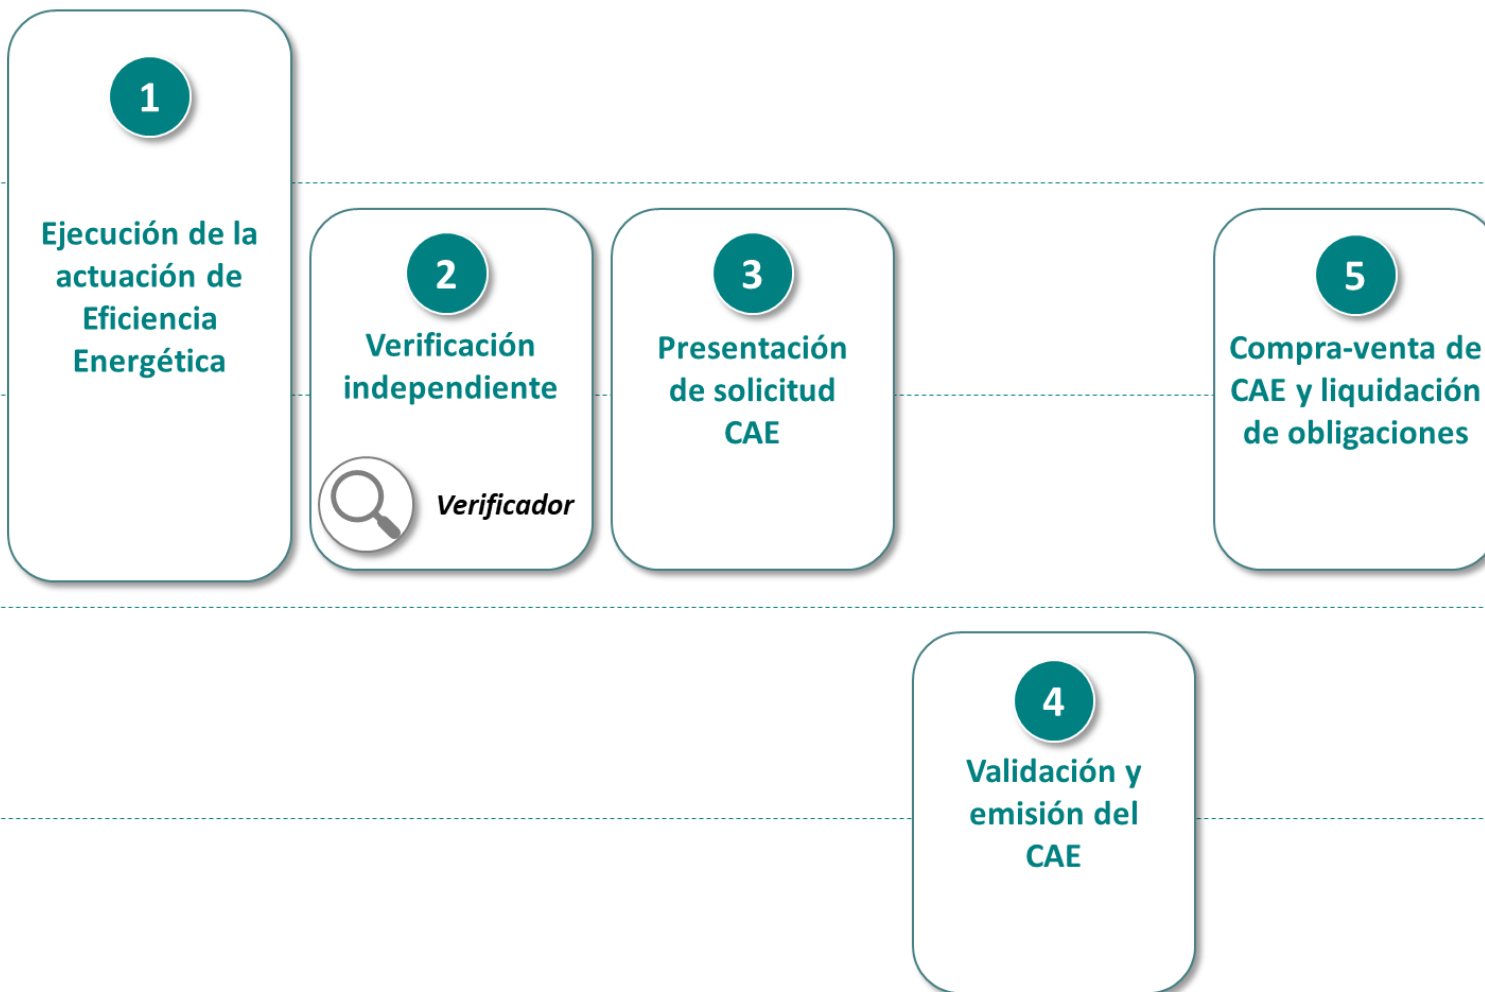 1
Ejecución de la
actuación de
Eficiencia
Energética
2
Verificación
independiente
Verificador
3
Presentación
de solicitud
CAE
4
Validación y
emisión del
CAE
5
Compra-venta de
CAE y liquidación
de obligaciones